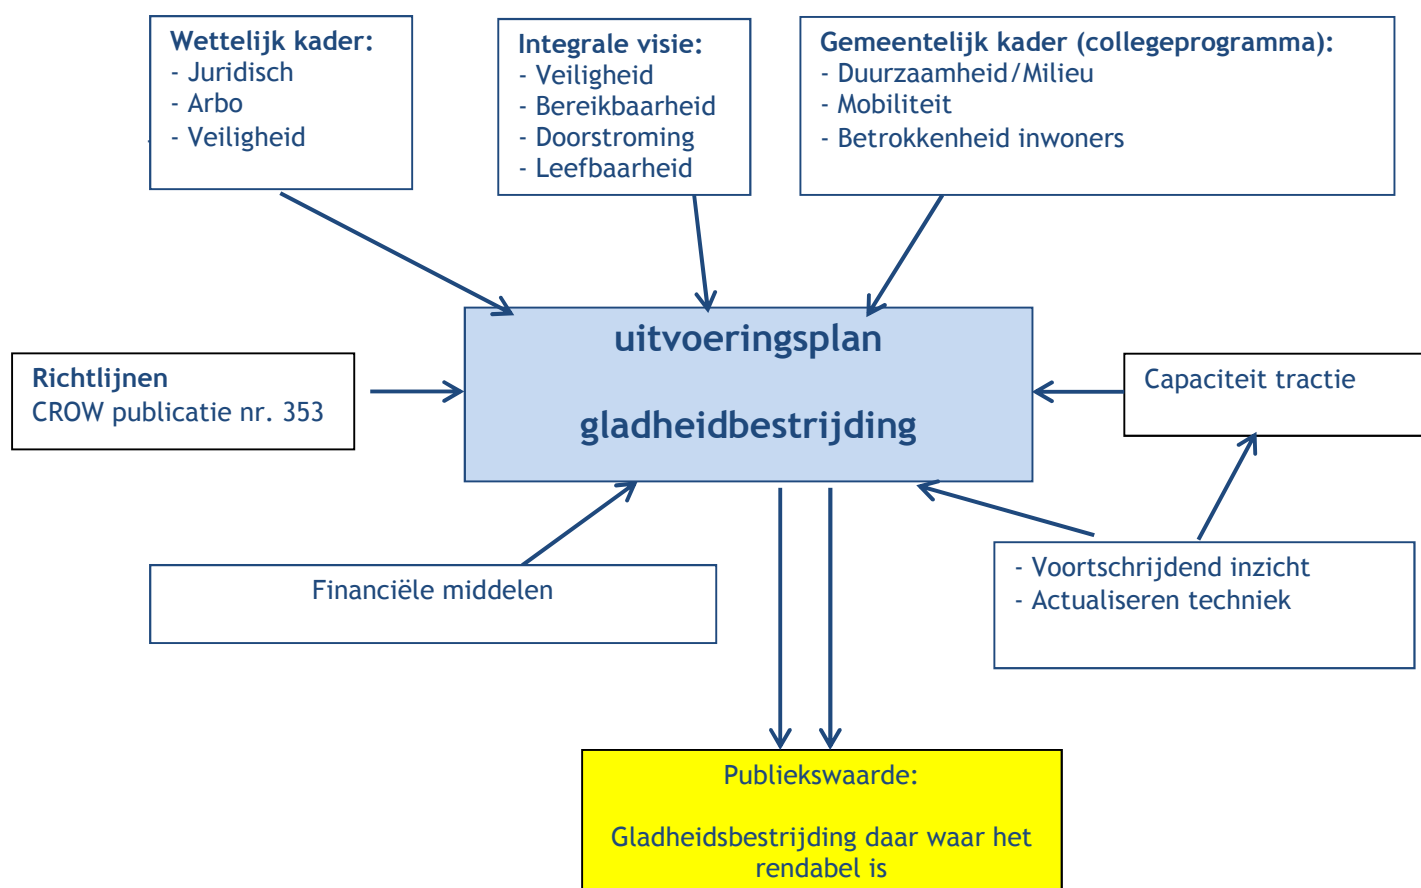 Wettelijk kader:
- Juridisch
- Arbo
- Veiligheid
Integrale visie:
- Veiligheid
- Bereikbaarheid
- Doorstroming
- Leefbaarheid
Gemeentelijk kader (collegeprogramma):
- Duurzaamheid/Milieu
- Mobiliteit
- Betrokkenheid inwoners
uitvoeringsplan
gladheidbestrijding
Richtlijnen
CROW publicatie nr. 353
Capaciteit tractie
Financiële middelen
- Voortschrijdend inzicht
- Actualiseren techniek
Publiekswaarde:
Gladheidsbestrijding daar waar het
rendabel is